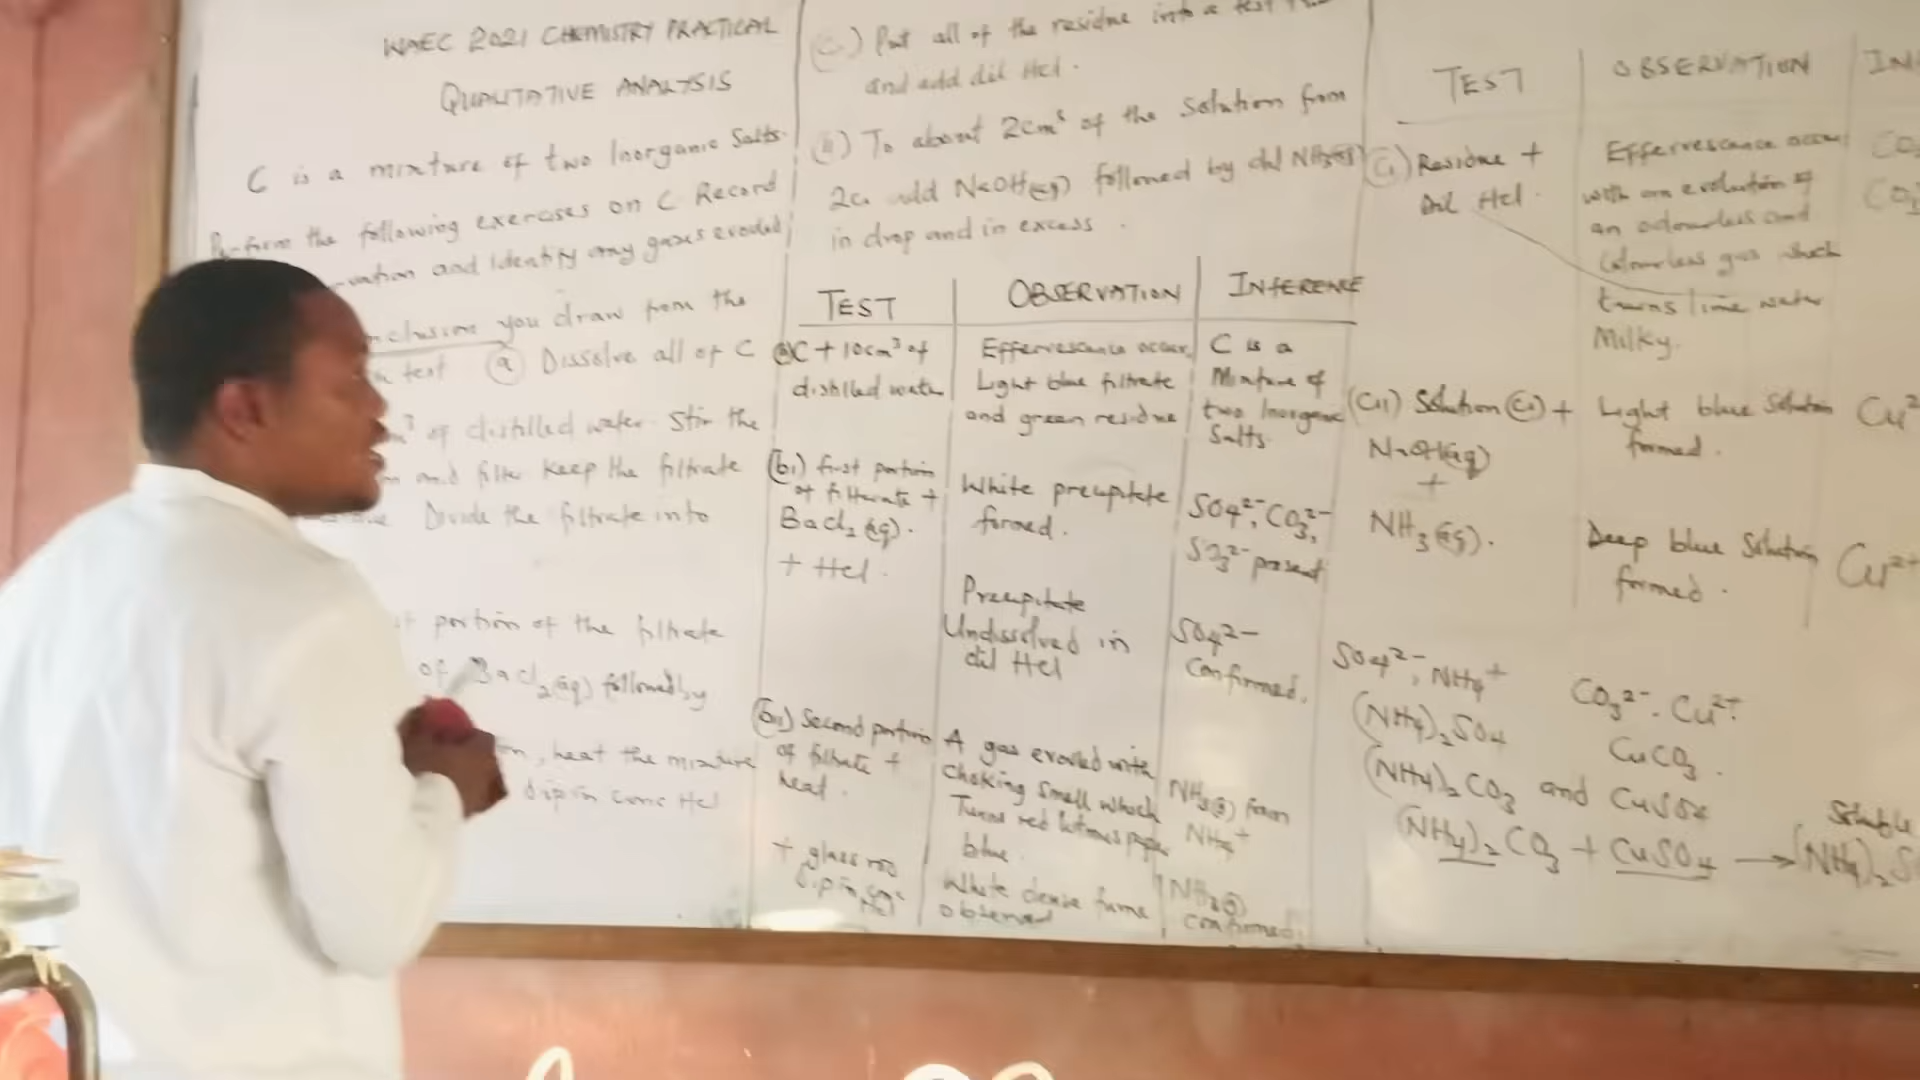 WAEC 2021 CHEMISTRY PRACTICAL
QUALITATIVE ANALYSIS
C is a mixture of two Inorganic Salts.
Perform the following exercises on C Record
and Identify any gases evolved
you draw from the
test (a) Dissolve all of C
of distilled water. Stir the
and filter Keep the filtrate
Divide the filtrate into
portion of the filtrate
of BaCl2(aq) followed by
, heat the mixture
dip in conc Hcl
Put all of the residue into a test
and add dil Hcl.
(ii) To about 2cm³ of the solution from
add NaOH(aq) followed by dil NH3(aq)
in drop and in excess.
TEST | OBSERVATION | INFERENCE
(a) C + 10cm³ of
distilled water
Effervescence occur
Light blue filtrate
and green residue
C is a
Mixture of
two Inorganic
Salts.
(bi) first portion
of filterate +
BaCl2(aq).
+ Hcl.
White precipitate
formed.
Precipitate
Undissolved in
dil Hcl
SO4²⁻, CO3²⁻,
SO3²⁻ present
SO4²⁻
Confirmed.
(bii) Second portion
of filtrate +
heat.
+ glass rod
dip in conc
Hcl
A gas evolved with
choking smell which
Turns red litmus paper
blue.
White dense fume
observed
NH3(g) from
NH4⁺
NH3(g)
confirmed.
TEST | OBSERVATION
(ci) Residue +
Dil Hcl.
Effervescence occur
with an evolution of
an odourless and
Colourless gas which
turns lime water
Milky.
(cii) Solution (ci) +
NaOH(aq)
+
NH3(aq).
Light blue solution
formed.
Deep blue Solution
formed.
Cu²⁺
SO4²⁻, NH4⁺
(NH4)2SO4
CO3²⁻. Cu²⁺.
CuCO3.
(NH4)2CO3 and CuSO4
Soluble
(NH4)2CO3 + CuSO4 → (NH4)2S